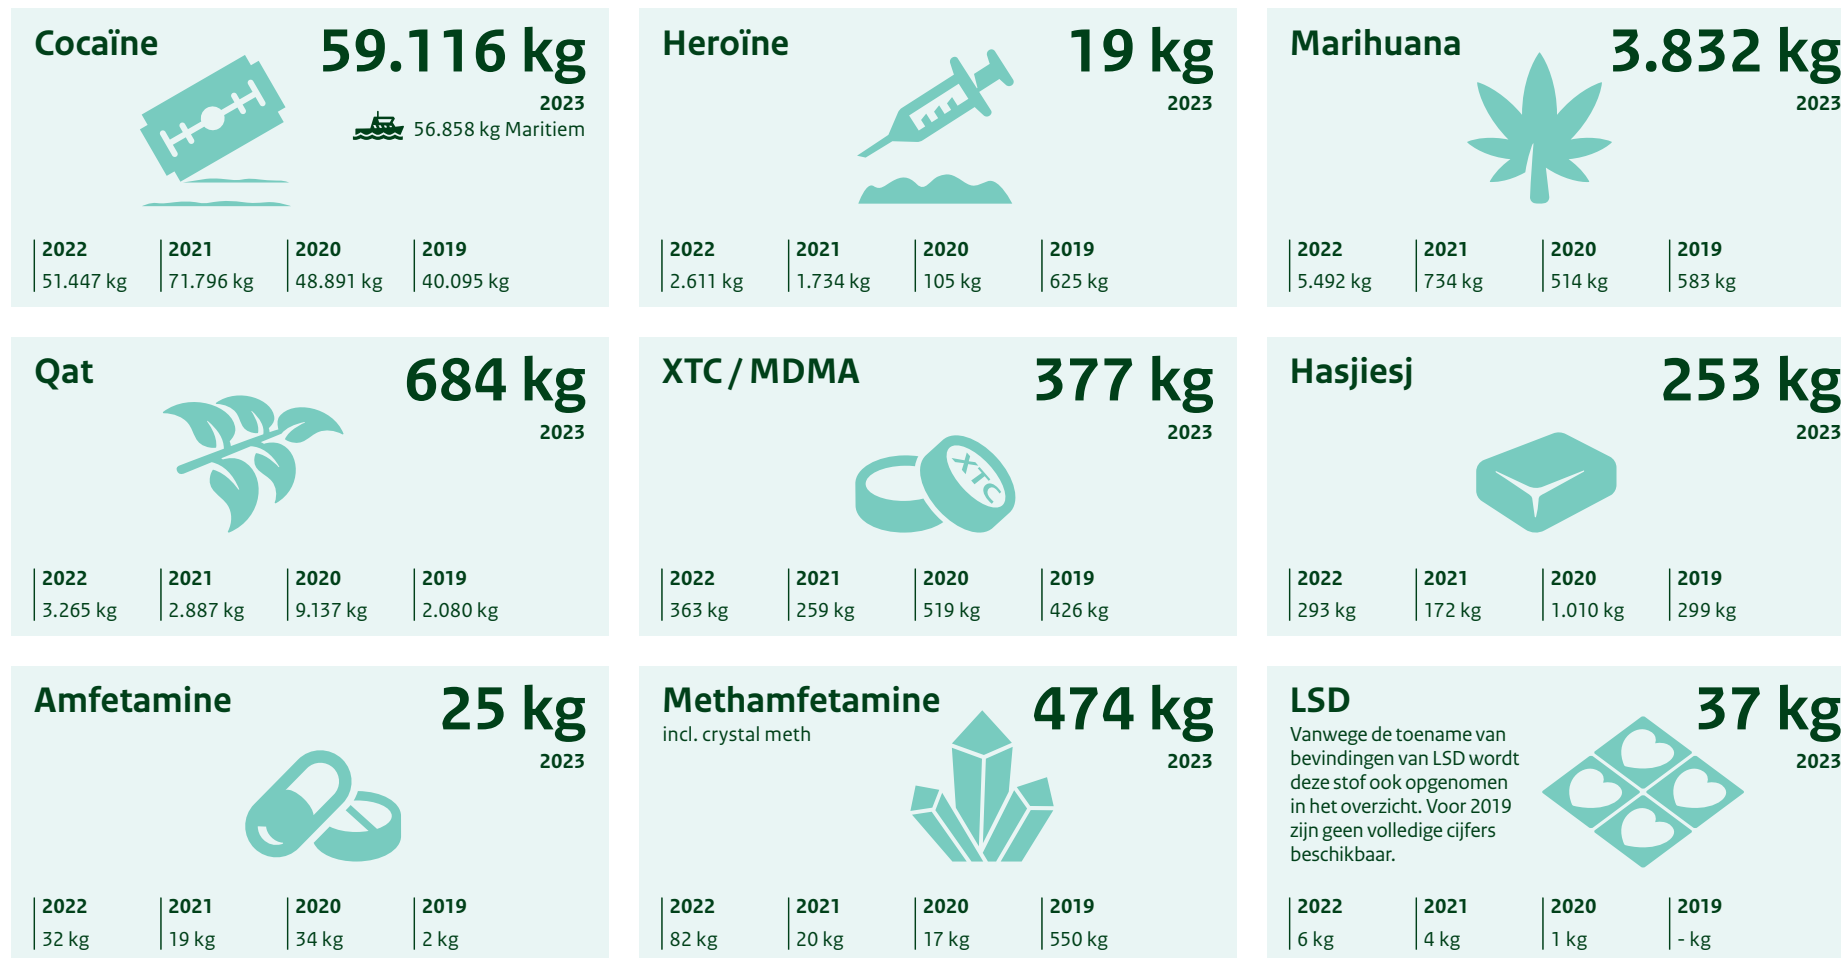 Cocaïne
59.116 kg
2023
56.858 kg Maritiem
2022 2021 2020 2019
51.447 kg 71.796 kg 48.891 kg 40.095 kg
Heroïne
19 kg
2023
2022 2021 2020 2019
2.611 kg 1.734 kg 105 kg 625 kg
Marihuana
3.832 kg
2023
2022 2021 2020 2019
5.492 kg 734 kg 514 kg 583 kg
Qat
684 kg
2023
2022 2021 2020 2019
3.265 kg 2.887 kg 9.137 kg 2.080 kg
XTC / MDMA
377 kg
2023
XTC
2022 2021 2020 2019
363 kg 259 kg 519 kg 426 kg
Hasjiesj
253 kg
2023
2022 2021 2020 2019
293 kg 172 kg 1.010 kg 299 kg
Amfetamine
25 kg
2023
2022 2021 2020 2019
32 kg 19 kg 34 kg 2 kg
Methamfetamine
incl. crystal meth
474 kg
2023
2022 2021 2020 2019
82 kg 20 kg 17 kg 550 kg
LSD
37 kg
2023
Vanwege de toename van
bevindingen van LSD wordt
deze stof ook opgenomen
in het overzicht. Voor 2019
zijn geen volledige cijfers
beschikbaar.
2022 2021 2020 2019
6 kg 4 kg 1 kg - kg